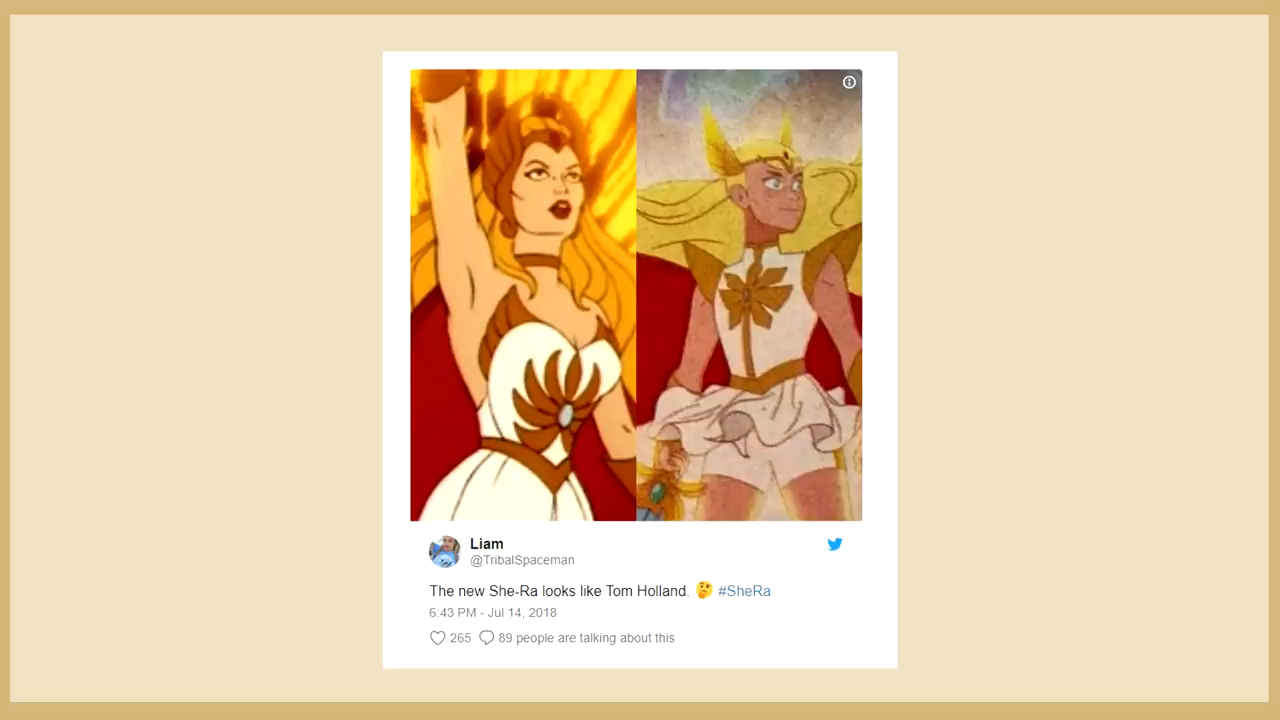 Liam
@TribalSpaceman
The new She-Ra looks like Tom Holland. 🤔 #SheRa
6:43 PM - Jul 14, 2018
265 89 people are talking about this